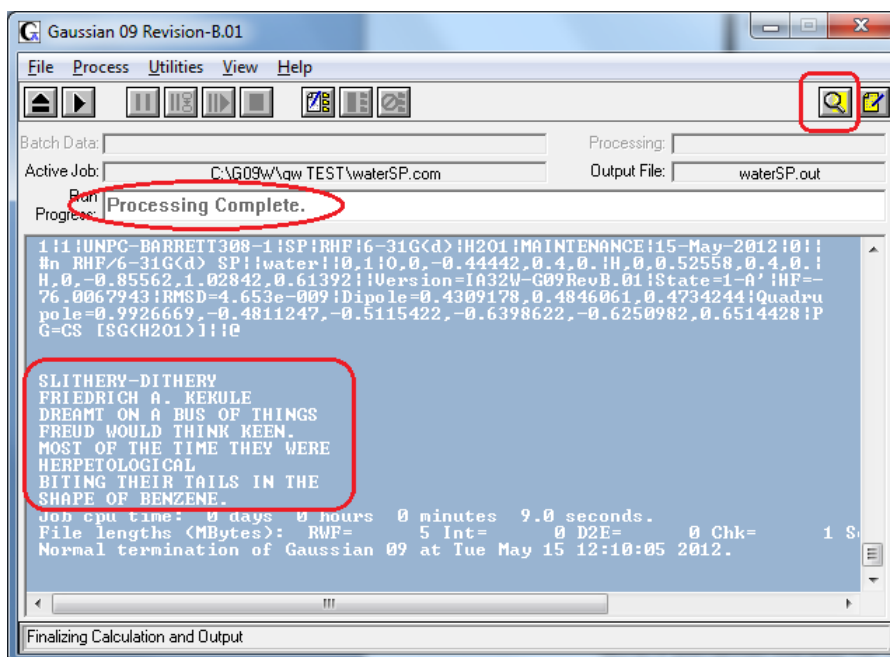 Gaussian 09 Revision-B.01
File Process Utilities View Help
Batch Data: Processing:
Active Job: C:\G09W\qw TEST\waterSP.com Output File: waterSP.out
Run
Progress: Processing Complete.
1|1|UNPC-BARRETT308-1|SP|RHF|6-31G(d)|H2O1|MAINTENANCE|15-May-2012|0||
#n RHF/6-31G(d) SP||water||0,1|O,0,-0.44442,0.4,0.|H,0,0.52558,0.4,0.|
H,0,-0.85562,1.02842,0.61392||Version=IA32W-G09RevB.01|State=1-A'|HF=-
76.0067943|RMSD=4.653e-009|Dipole=0.4309178,0.4846061,0.4734244|Quadru
pole=0.9926669,-0.4811247,-0.5115422,-0.6398622,-0.6250982,0.6514428|P
G=CS [SG(H2O1)]||@
SLITHERY-DITHERY
FRIEDRICH A. KEKULE
DREAMT ON A BUS OF THINGS
FREUD WOULD THINK KEEN.
MOST OF THE TIME THEY WERE
HERPETOLOGICAL
BITING THEIR TAILS IN THE
SHAPE OF BENZENE.
Job cpu time: 0 days 0 hours 0 minutes 9.0 seconds.
File lengths (MBytes): RWF= 5 Int= 0 D2E= 0 Chk= 1 S
Normal termination of Gaussian 09 at Tue May 15 12:10:05 2012.
Finalizing Calculation and Output